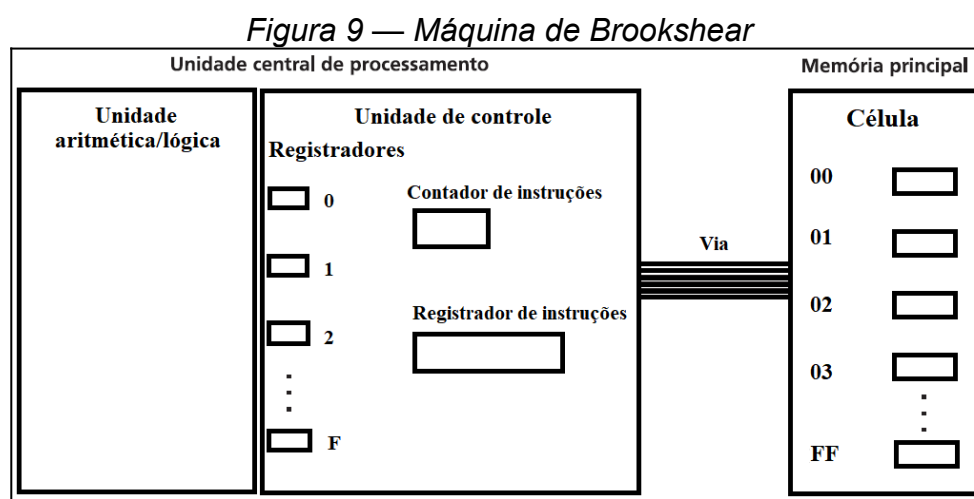 Figura 9 — Máquina de Brookshear
Unidade central de processamento
Memória principal
Unidade
aritmética/lógica
Unidade de controle
Registradores
0
1
2
F
Contador de instruções
Registrador de instruções
Via
Célula
00
01
02
03
FF